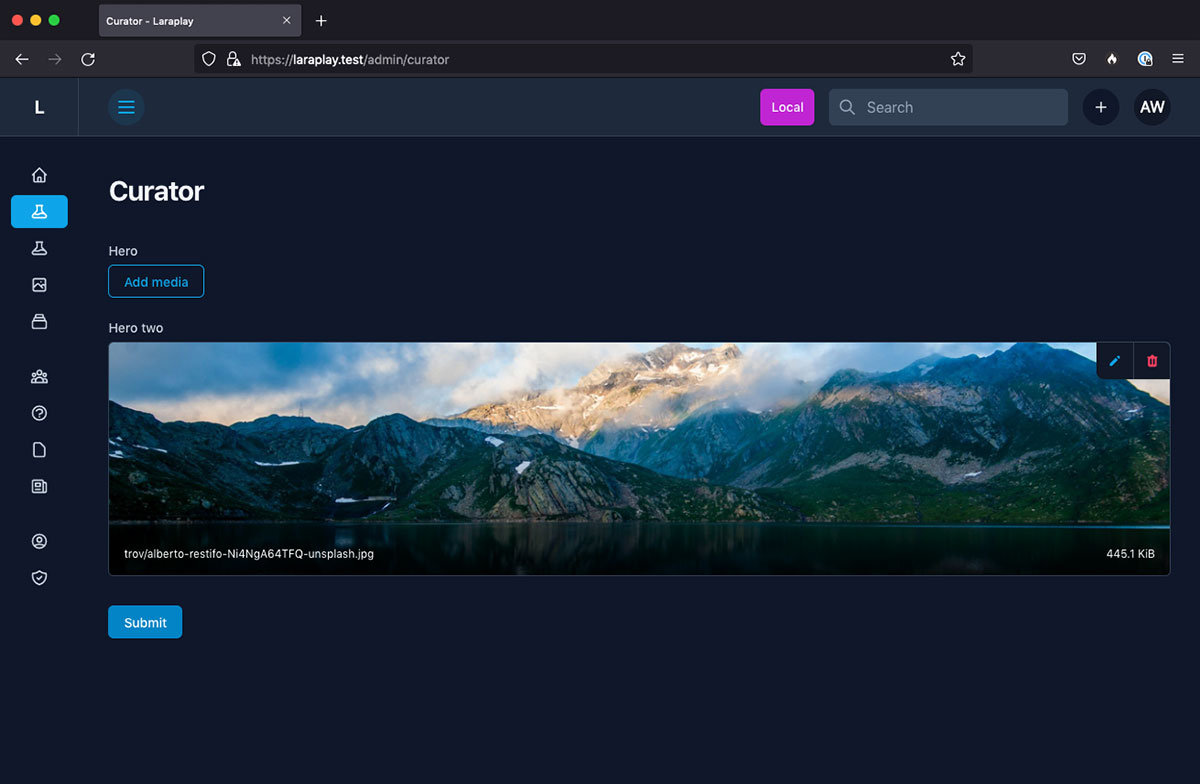 Curator - Laraplay
https://laraplay.test/admin/curator
L
Local
Search
AW
Curator
Hero
Add media
Hero two
trov/alberto-restifo-Ni4NgA64TFQ-unsplash.jpg
445.1 KiB
Submit